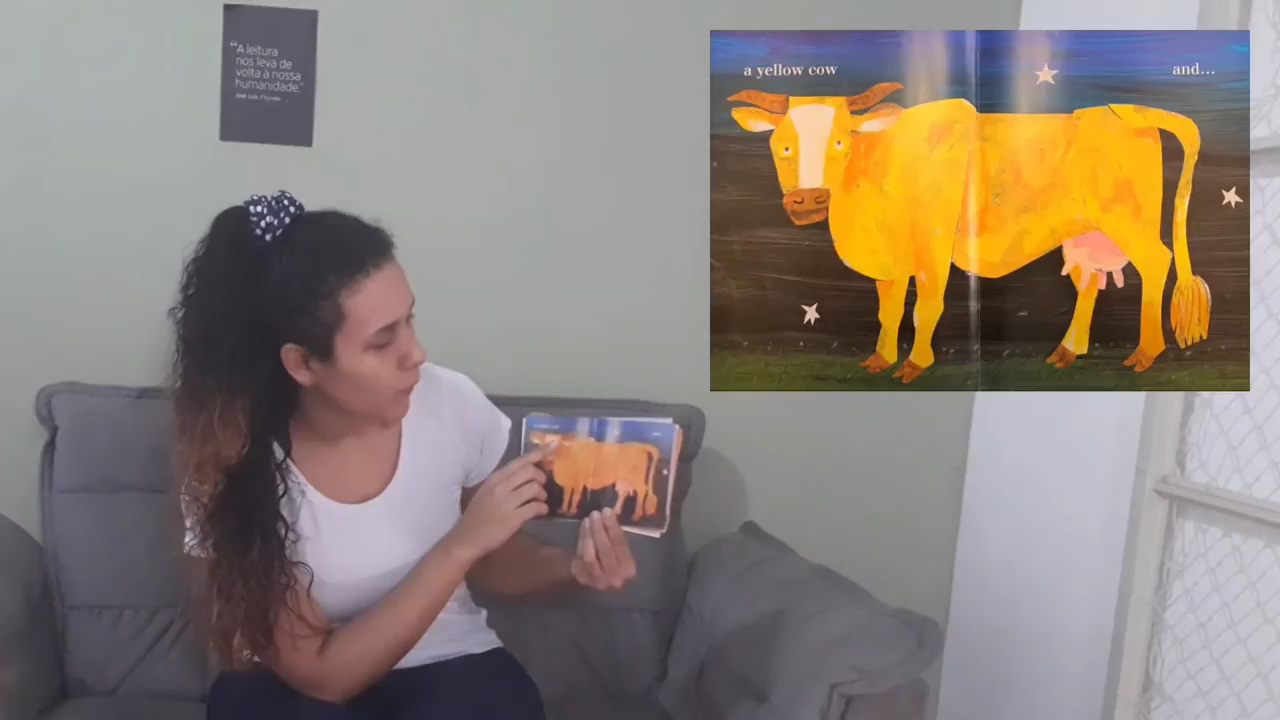 “A leitura
nos leva de
volta à nossa
humanidade.”
a yellow cow
and...